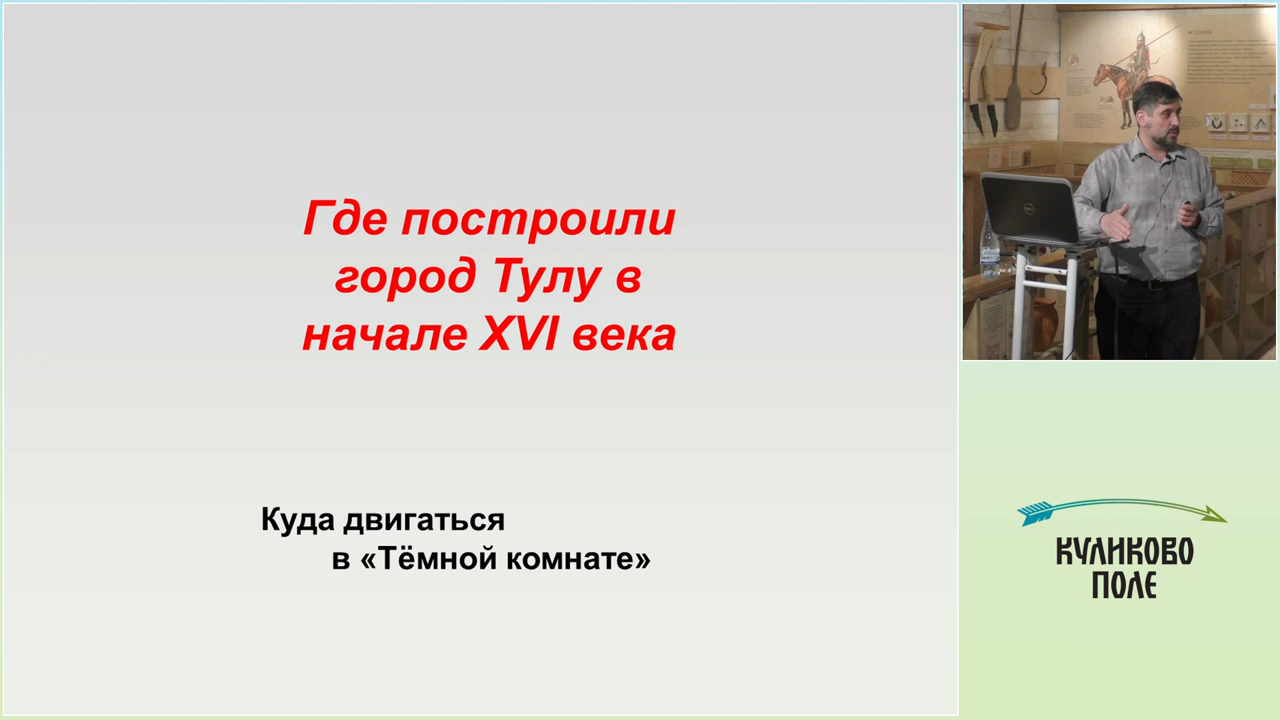 Где построили
город Тулу в
начале XVI века
Куда двигаться
в «Тёмной комнате»
КУЛИКОВО
ПОЛЕ